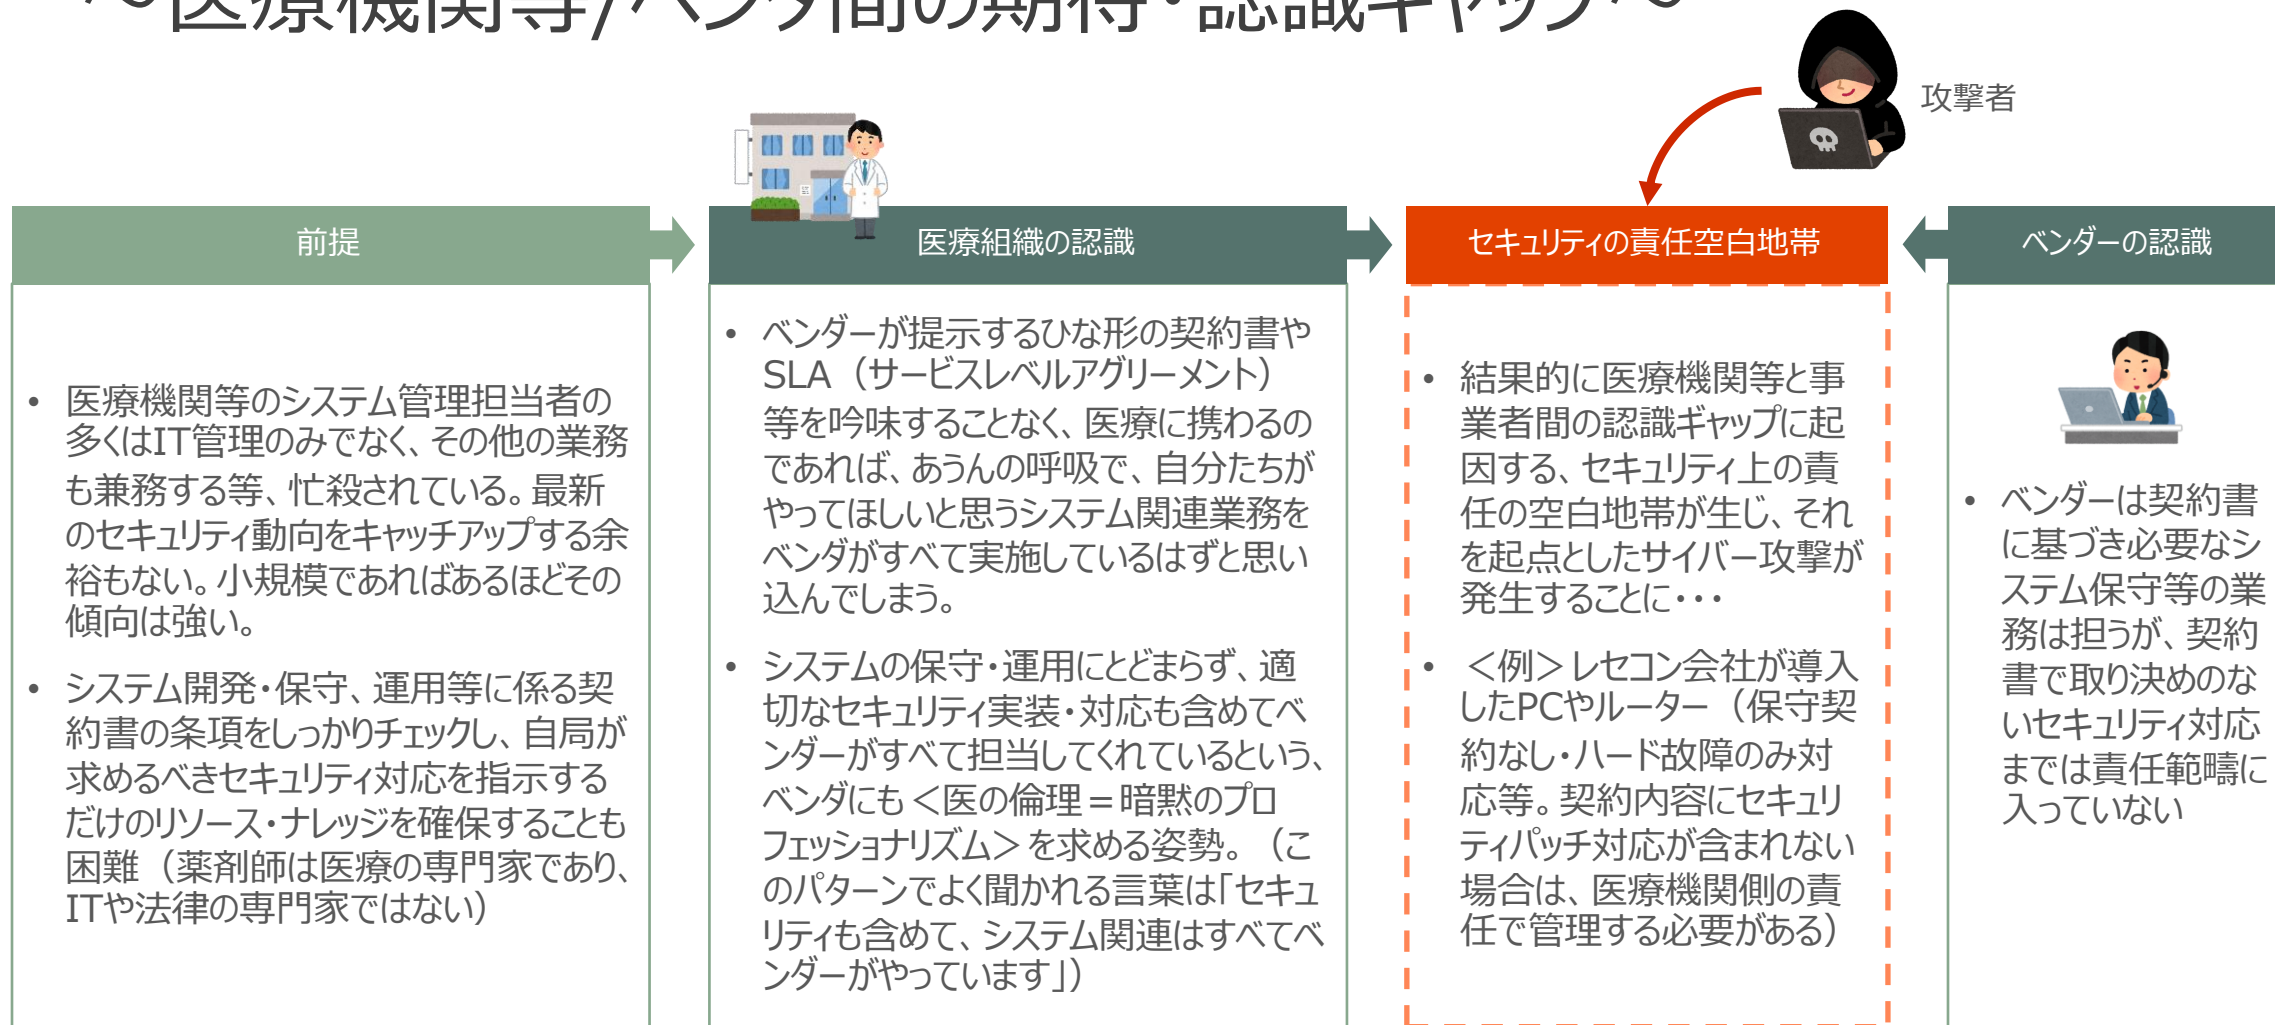 ～医療機関等/ベンダ間の期待・認識ギャップ～
攻撃者
前提
• 医療機関等のシステム管理担当者の
多くはIT管理のみでなく、その他の業務
も兼務する等、忙殺されている。最新
のセキュリティ動向をキャッチアップする余
裕もない。小規模であればあるほどその
傾向は強い。
• システム開発・保守、運用等に係る契
約書の条項をしっかりチェックし、自局が
求めるべきセキュリティ対応を指示する
だけのリソース・ナレッジを確保することも
困難（薬剤師は医療の専門家であり、
ITや法律の専門家ではない）
医療組織の認識
• ベンダーが提示するひな形の契約書や
SLA（サービスレベルアグリーメント）
等を吟味することなく、医療に携わるの
であれば、あうんの呼吸で、自分たちが
やってほしいと思うシステム関連業務を
ベンダがすべて実施しているはずと思い
込んでしまう。
• システムの保守・運用にとどまらず、適
切なセキュリティ実装・対応も含めてベ
ンダーがすべて担当してくれているという、
ベンダにも＜医の倫理＝暗黙のプロ
フェッショナリズム＞を求める姿勢。（こ
のパターンでよく聞かれる言葉は「セキュ
リティも含めて、システム関連はすべてベ
ンダーがやっています」）
セキュリティの責任空白地帯
• 結果的に医療機関等と事
業者間の認識ギャップに起
因する、セキュリティ上の責
任の空白地帯が生じ、それ
を起点としたサイバー攻撃が
発生することに・・・
• ＜例＞レセコン会社が導入
したPCやルーター（保守契
約なし・ハード故障のみ対
応等。契約内容にセキュリ
ティパッチ対応が含まれない
場合は、医療機関側の責
任で管理する必要がある）
ベンダーの認識
• ベンダーは契約書
に基づき必要なシ
ステム保守等の業
務は担うが、契約
書で取り決めのな
いセキュリティ対応
までは責任範疇に
入っていない